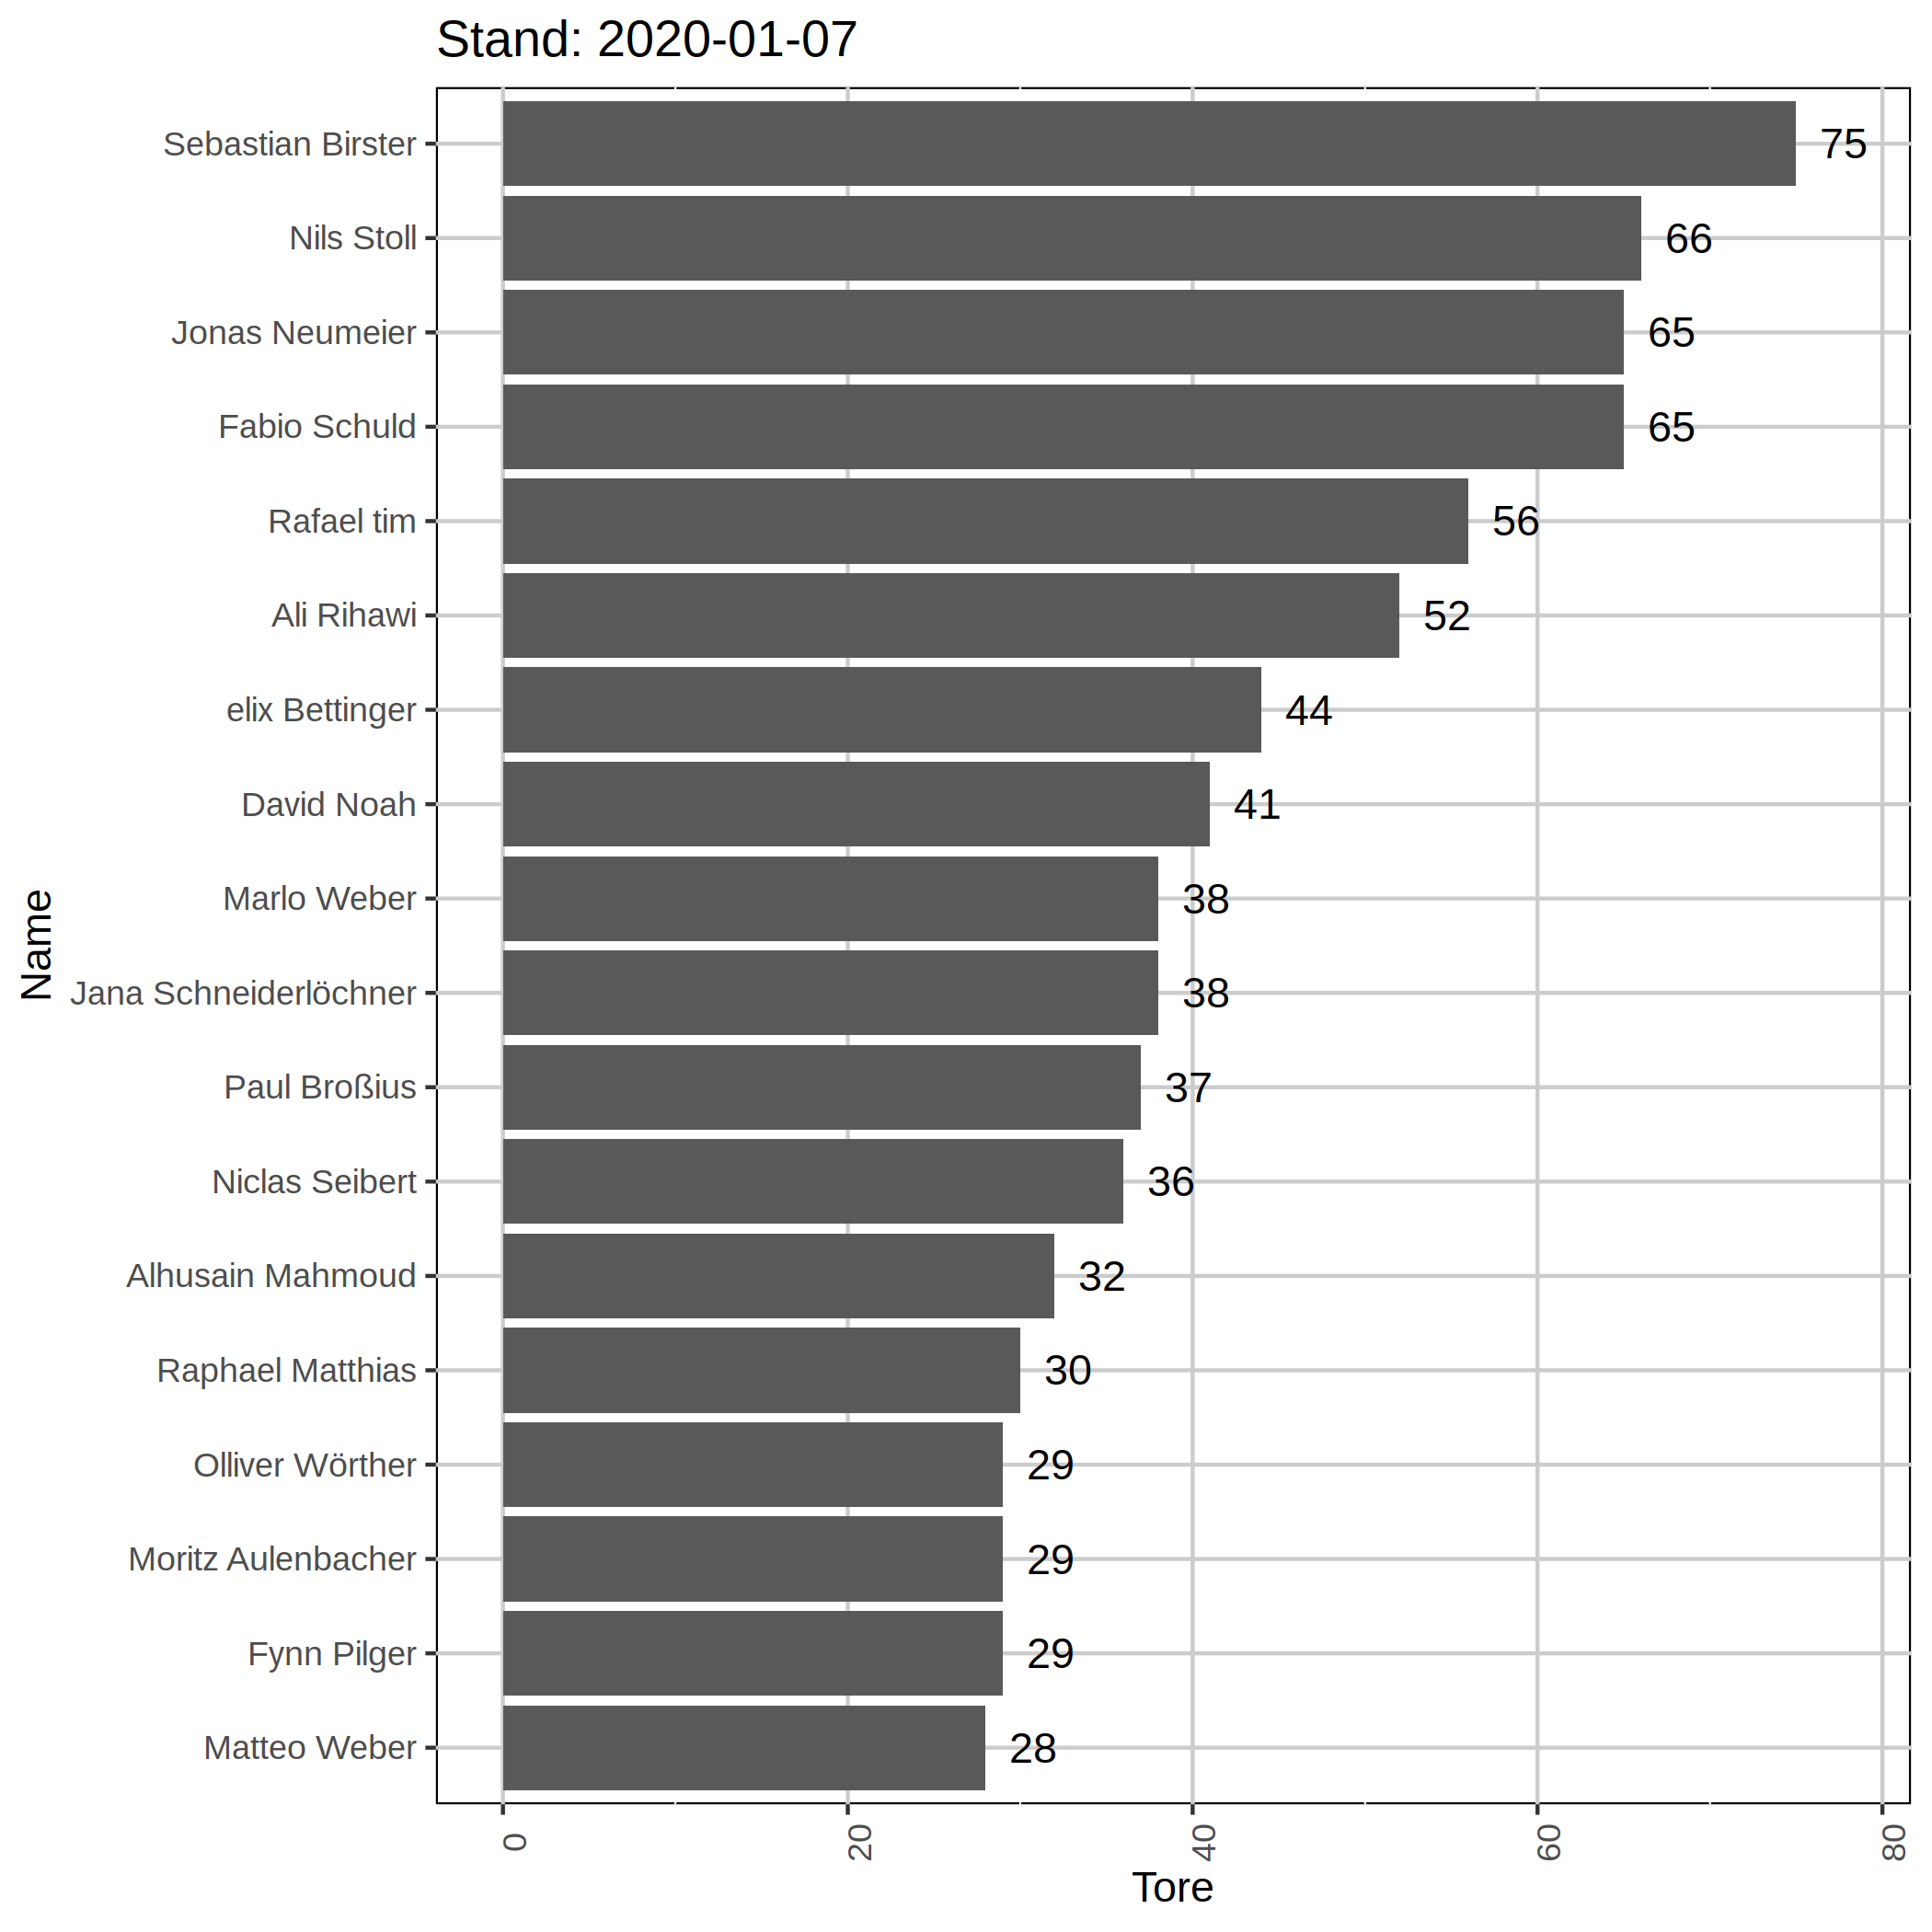 Stand: 2020-01-07
Name
Sebastian Birster 75
Nils Stoll 66
Jonas Neumeier 65
Fabio Schuld 65
Rafael tim 56
Ali Rihawi 52
elix Bettinger 44
David Noah 41
Marlo Weber 38
Jana Schneiderlöchner 38
Paul Broßius 37
Niclas Seibert 36
Alhusain Mahmoud 32
Raphael Matthias 30
Olliver Wörther 29
Moritz Aulenbacher 29
Fynn Pilger 29
Matteo Weber 28
0 20 40 60 80
Tore